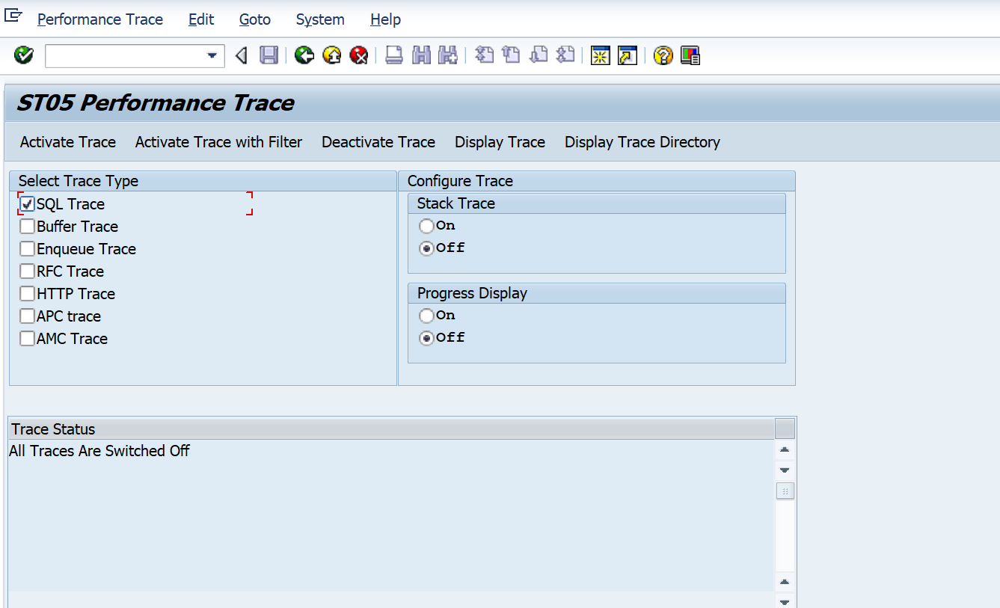 Performance Trace Edit Goto System Help
ST05 Performance Trace
Activate Trace Activate Trace with Filter Deactivate Trace Display Trace Display Trace Directory
Select Trace Type
SQL Trace
Buffer Trace
Enqueue Trace
RFC Trace
HTTP Trace
APC trace
AMC Trace
Configure Trace
Stack Trace
On
Off
Progress Display
On
Off
Trace Status
All Traces Are Switched Off